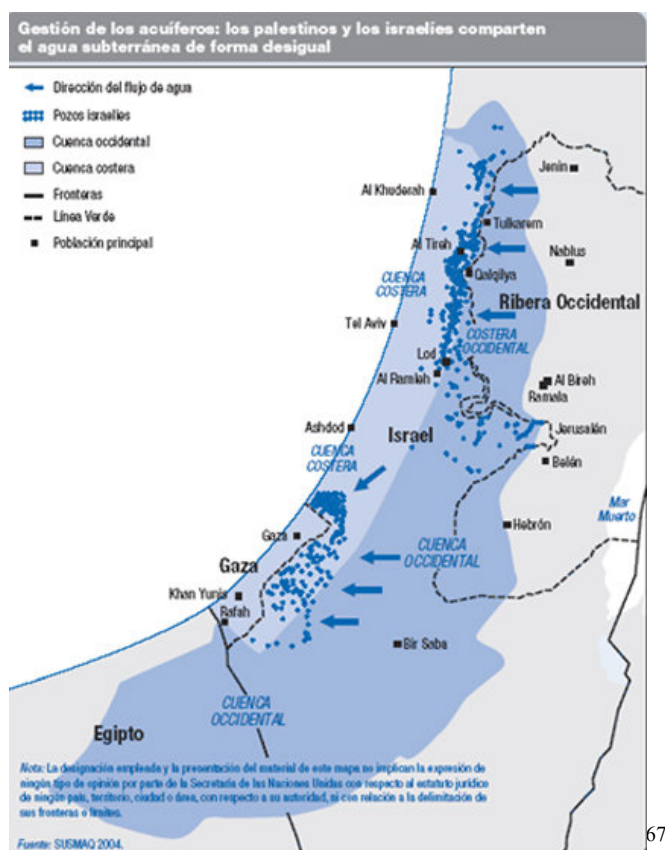 Gestión de los acuíferos: los palestinos y los israelíes comparten
el agua subterránea de forma desigual
Dirección del flujo de agua
Pozos israelíes
Cuenca occidental
Cuenca costera
Fronteras
Línea Verde
Población principal
Jenin
Al Khuderah
Tulkarem
Al Tireh
Nablus
Qalqilya
CUENCA
COSTERA
Ribera Occidental
Tel Aviv
COSTERA
OCCIDENTAL
Lod
Al Ramleh
Al Bireh
Ramala
Ashdod
Israel
Jerusalén
CUENCA
COSTERA
Belén
Mar
Muerto
Hebrón
Gaza
CUENCA
OCCIDENTAL
Gaza
Khan Yunis
Rafah
Bir Saba
CUENCA
OCCIDENTAL
Egipto
Nota: La designación empleada y la presentación del material de este mapa no implican la expresión de
ningún tipo de opinión por parte de la Secretaría de las Naciones Unidas con respecto al estatuto jurídico
de ningún país, territorio, ciudad o área, con respecto a su autoridad, ni con relación a la delimitación de
sus fronteras o límites.
Fuente: SUSMAQ 2004.
67